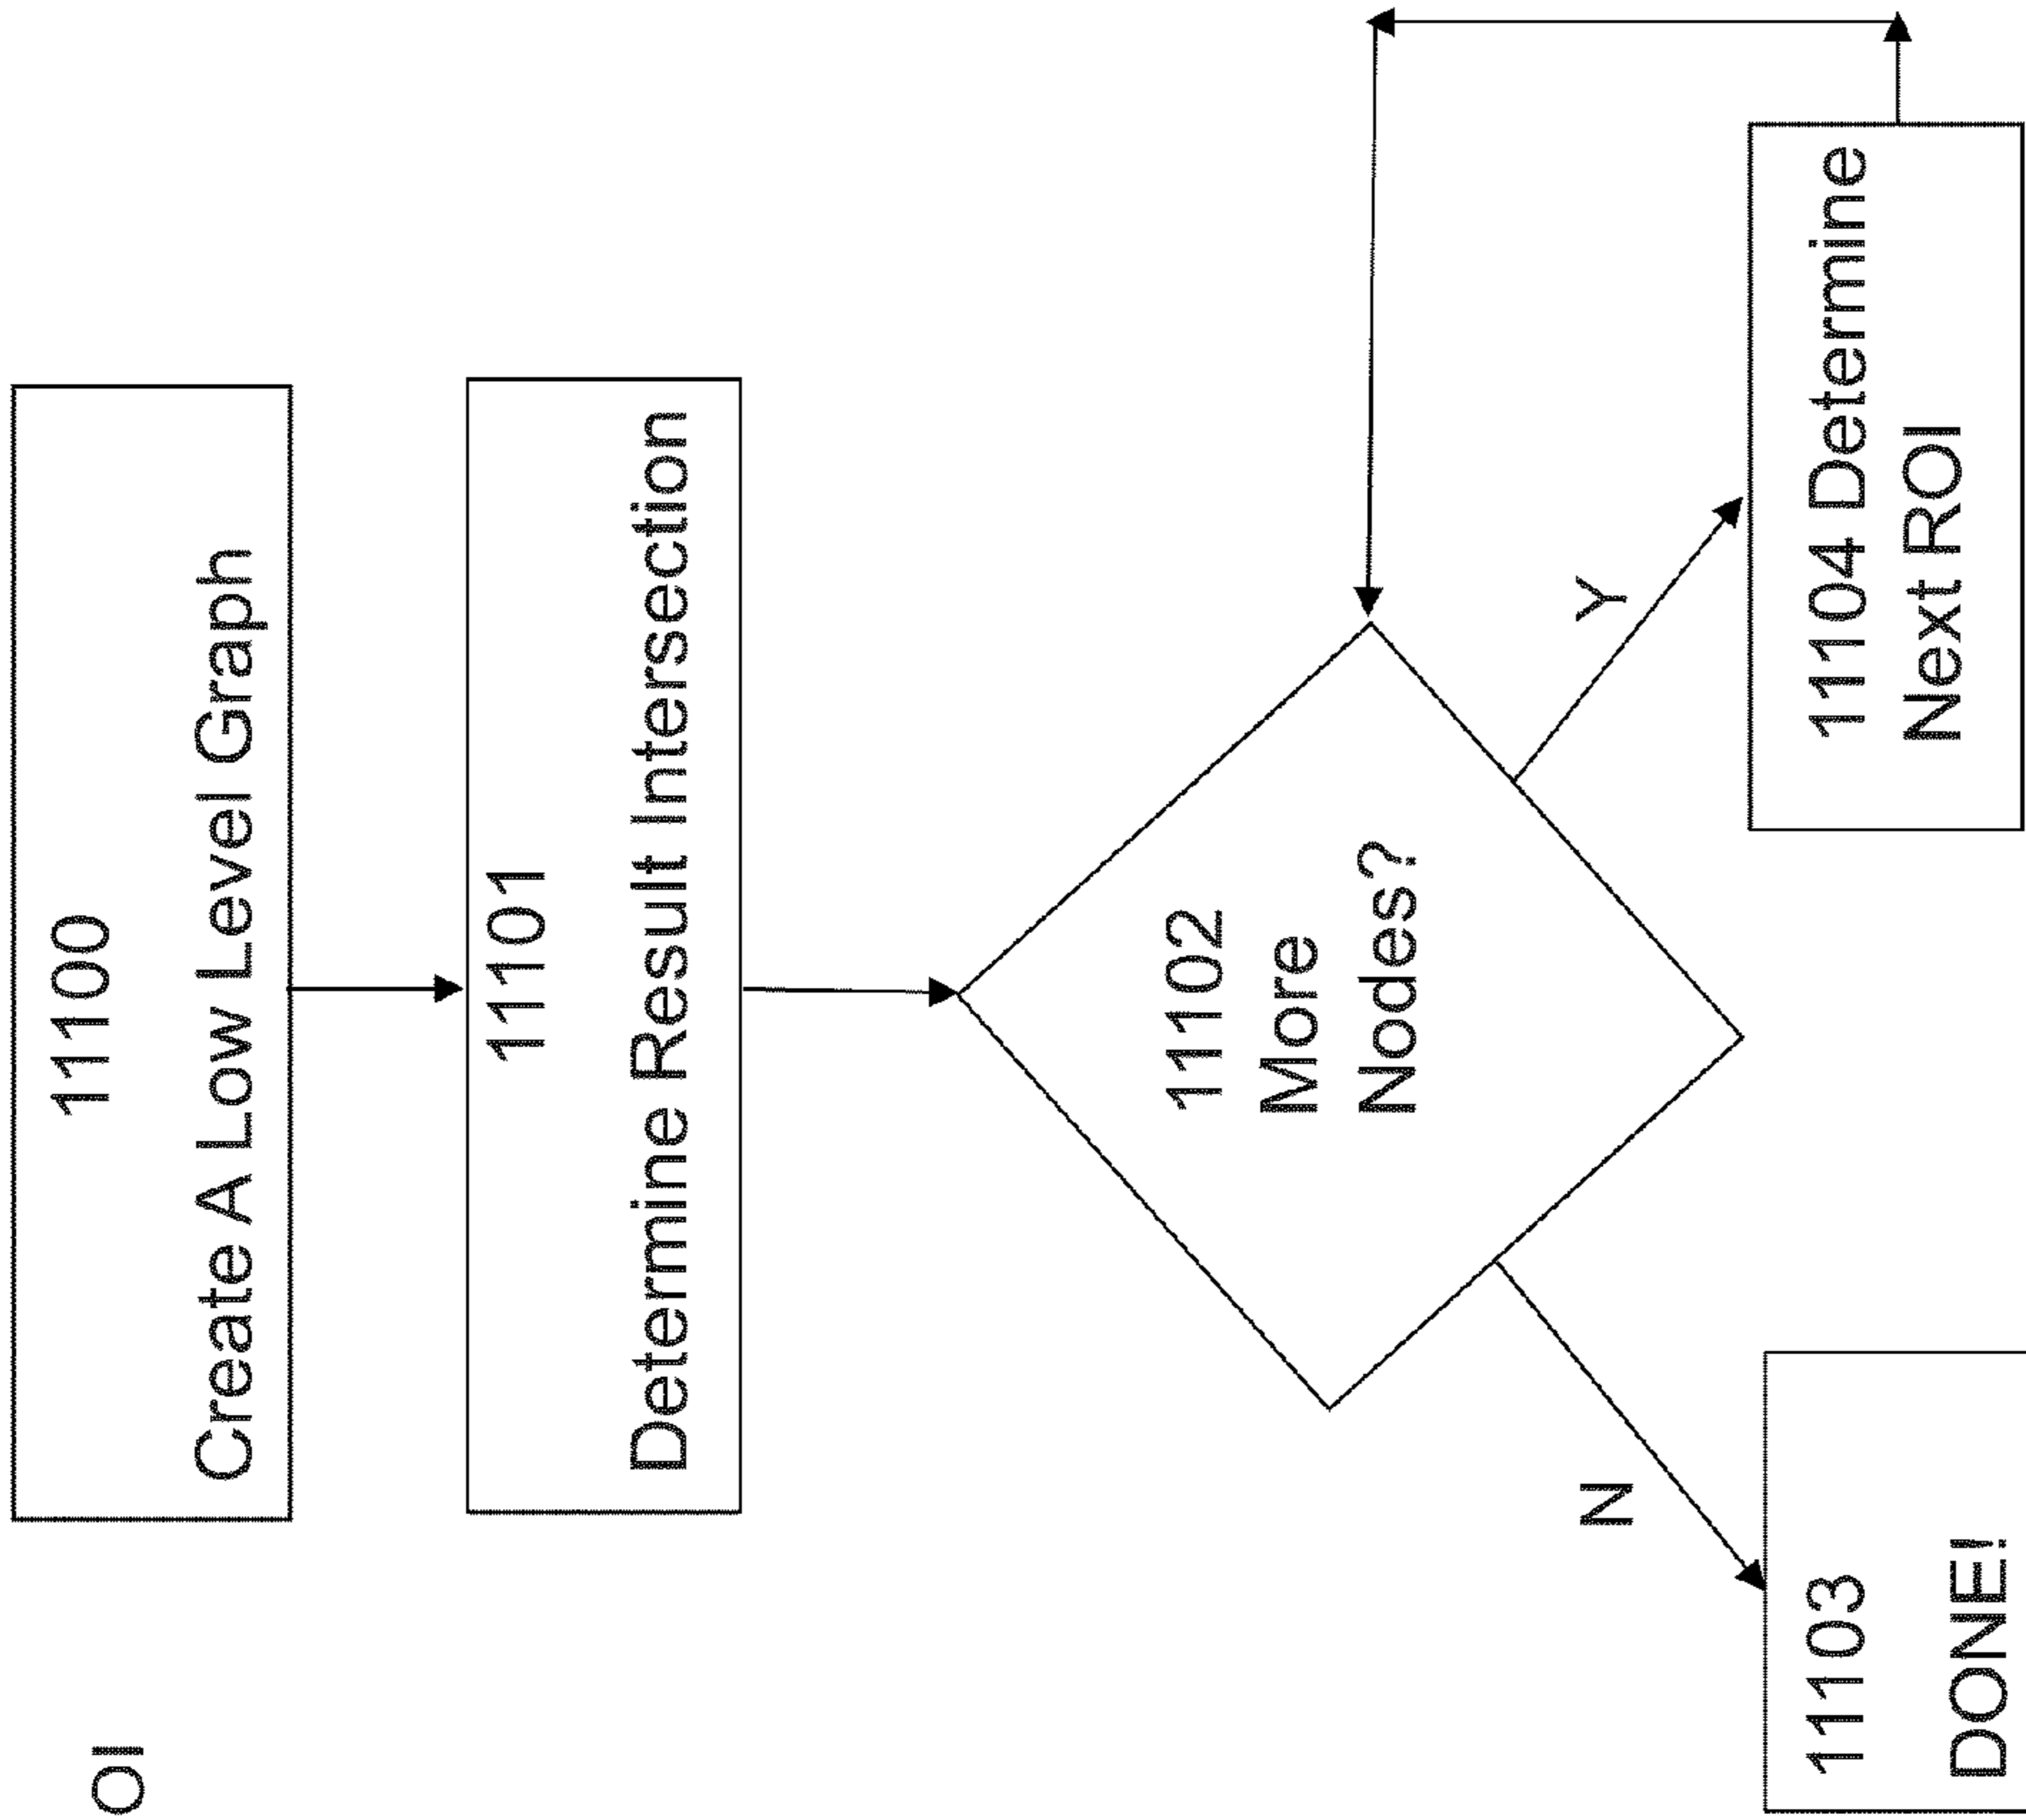 OI
11100
Create A Low Level Graph
11101
Determine Result Intersection
11102
More
Nodes?
N
Y
11103
DONE!
11104 Determine
Next ROI